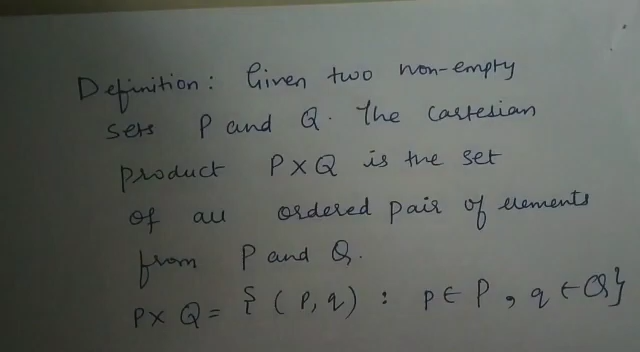 Definition: Given two non-empty
sets P and Q. The Cartesian
product P×Q is the set
of all ordered pair of elements
from P and Q.
P×Q = { (p,q) : p∈P, q∈Q}